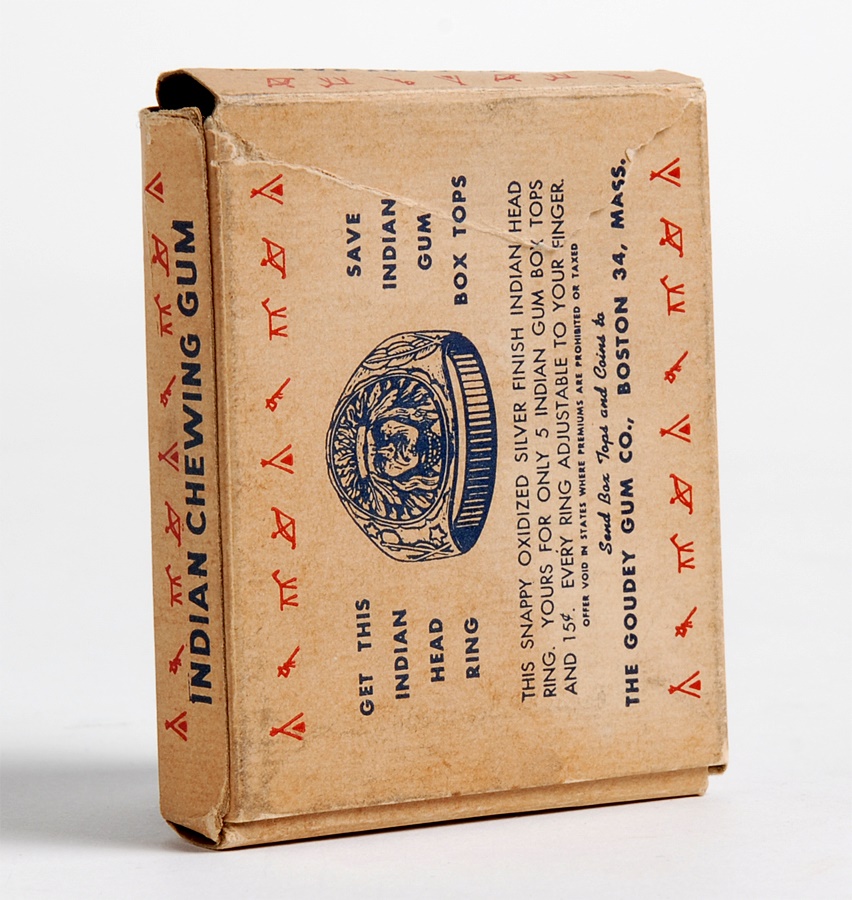 INDIAN CHEWING GUM
GET THIS
INDIAN
HEAD
RING
SAVE
INDIAN
GUM
BOX TOPS
THIS SNAPPY OXIDIZED SILVER FINISH INDIAN HEAD
RING. YOURS FOR ONLY 5 INDIAN GUM BOX TOPS
AND 15¢. EVERY RING ADJUSTABLE TO YOUR FINGER.
OFFER VOID IN STATES WHERE PREMIUMS ARE PROHIBITED OR TAXED
Send Box Tops and Coins to
THE GOUDEY GUM CO., BOSTON 34, MASS.